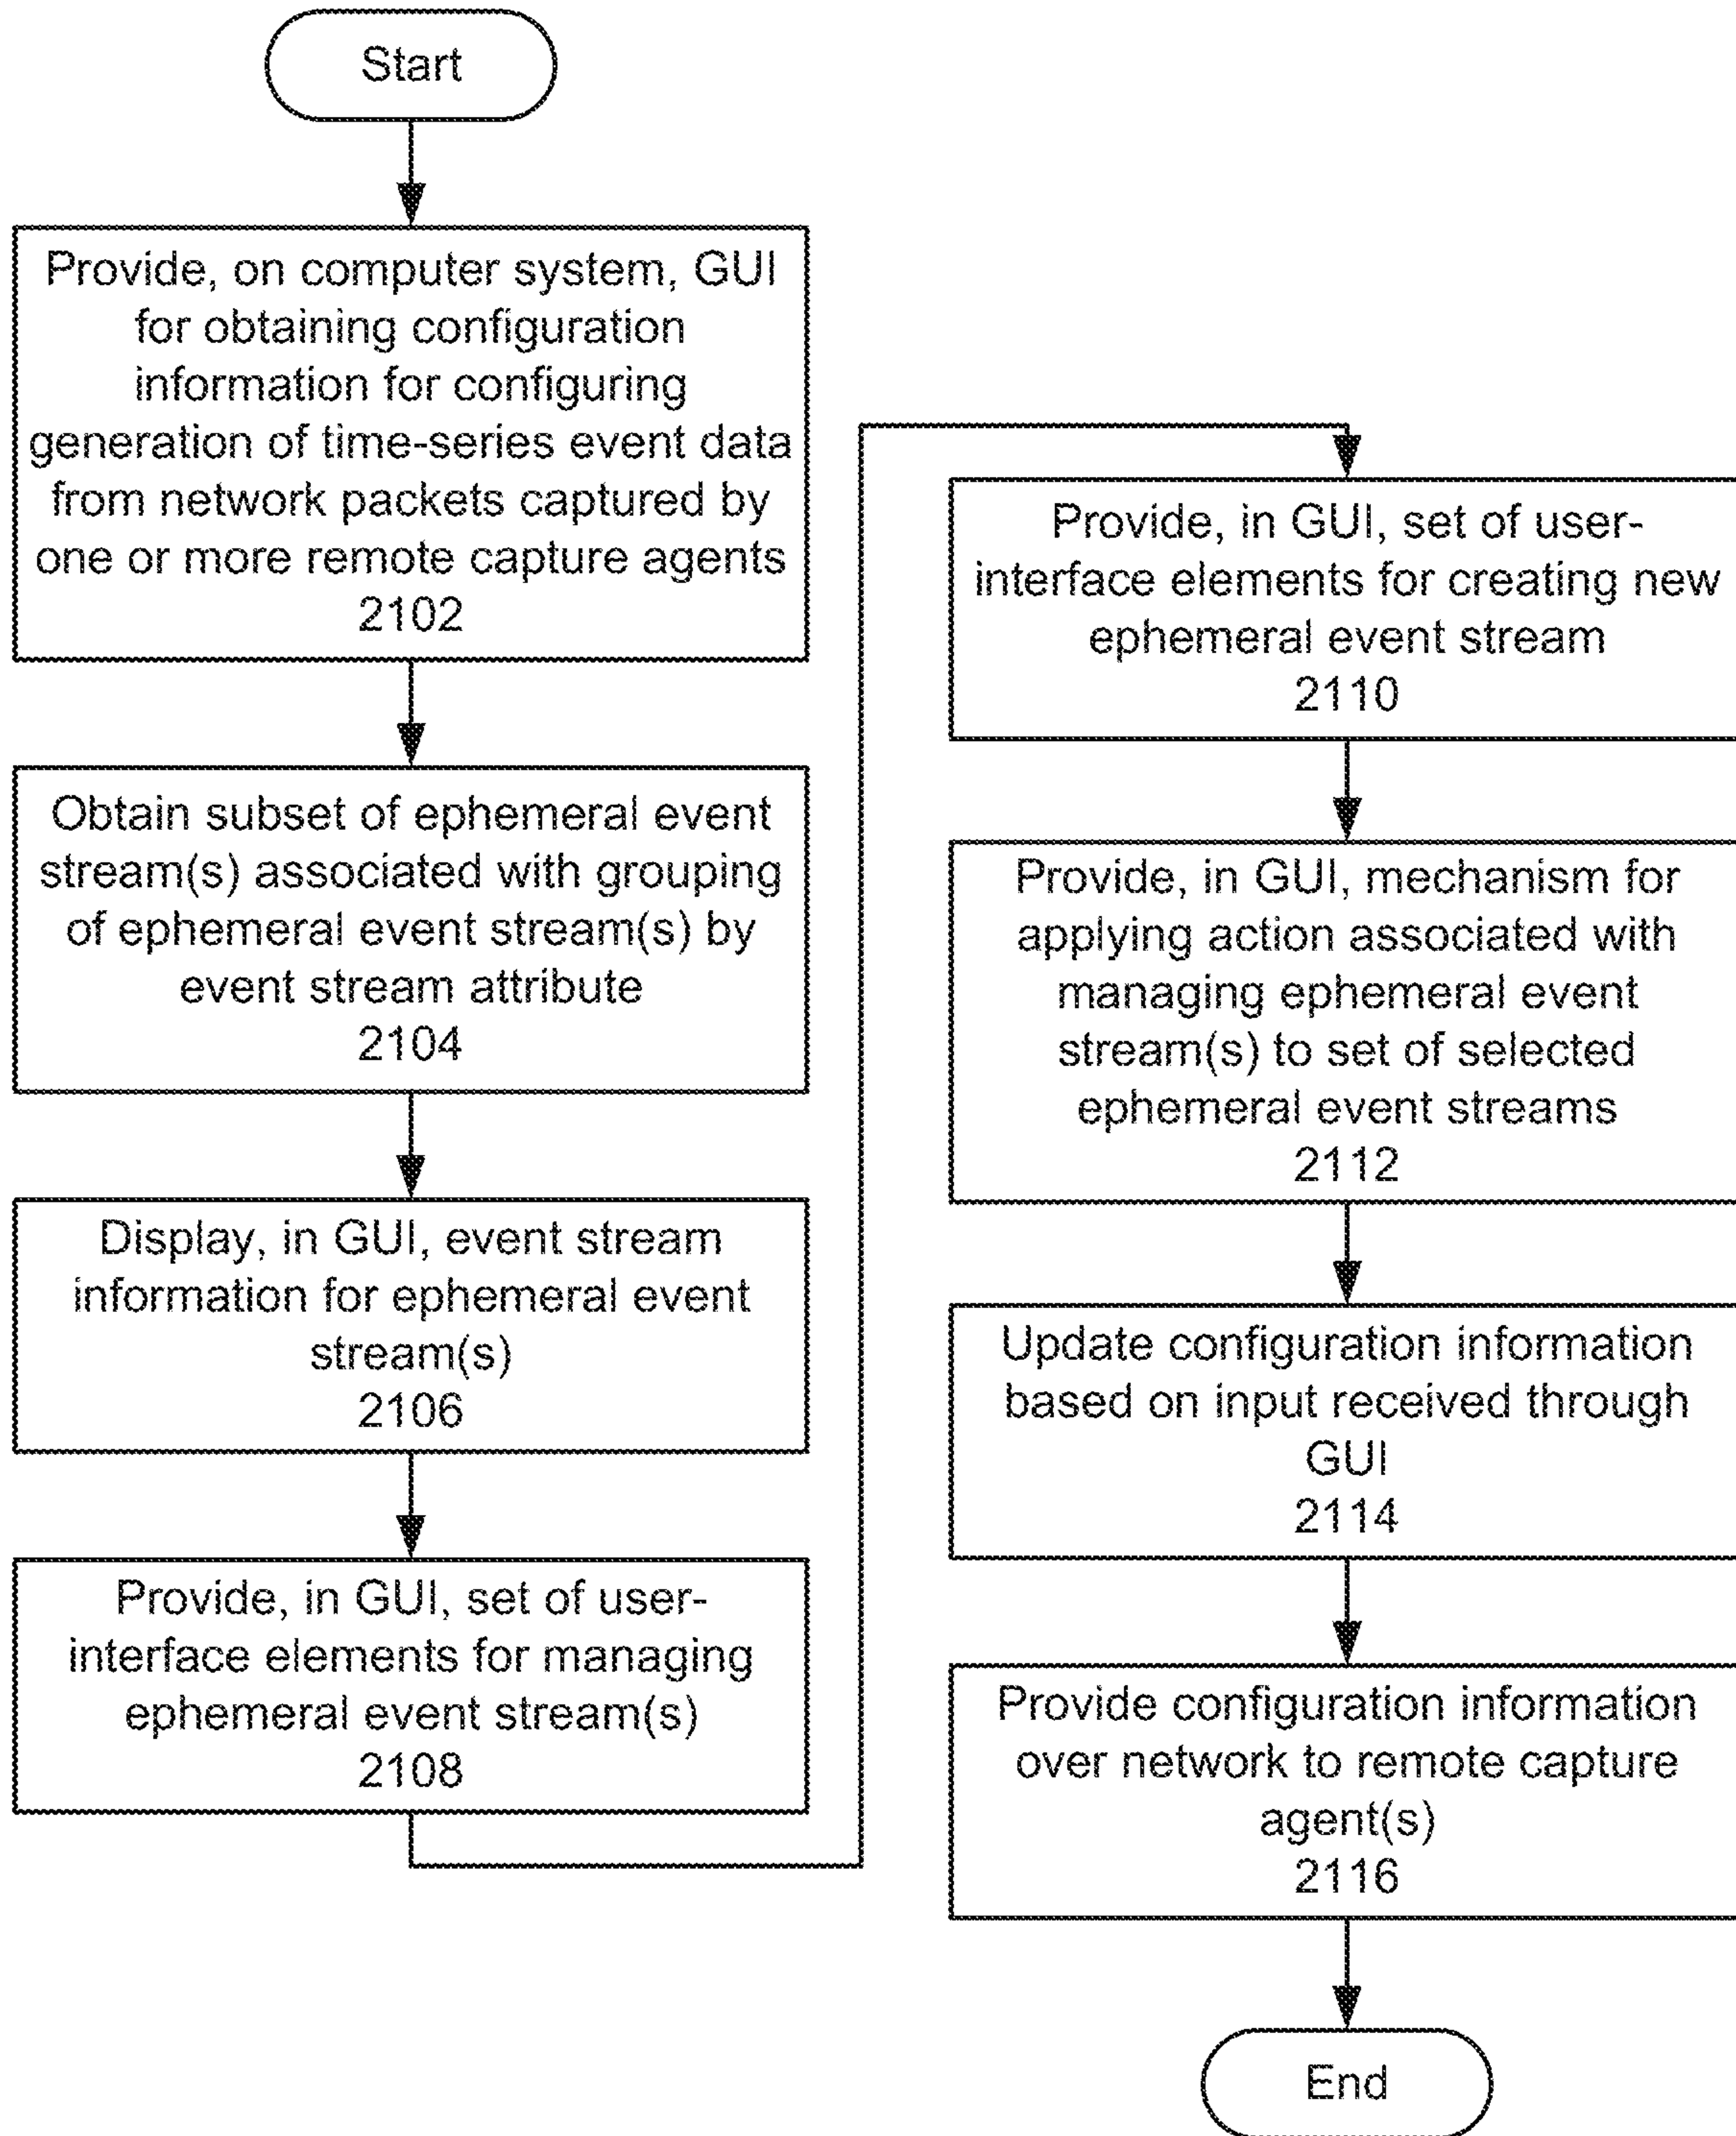 Start
Provide, on computer system, GUI
for obtaining configuration
information for configuring
generation of time-series event data
from network packets captured by
one or more remote capture agents
2102
Obtain subset of ephemeral event
stream(s) associated with grouping
of ephemeral event stream(s) by
event stream attribute
2104
Display, in GUI, event stream
information for ephemeral event
stream(s)
2106
Provide, in GUI, set of user-
interface elements for managing
ephemeral event stream(s)
2108
Provide, in GUI, set of user-
interface elements for creating new
ephemeral event stream
2110
Provide, in GUI, mechanism for
applying action associated with
managing ephemeral event
stream(s) to set of selected
ephemeral event streams
2112
Update configuration information
based on input received through
GUI
2114
Provide configuration information
over network to remote capture
agent(s)
2116
End